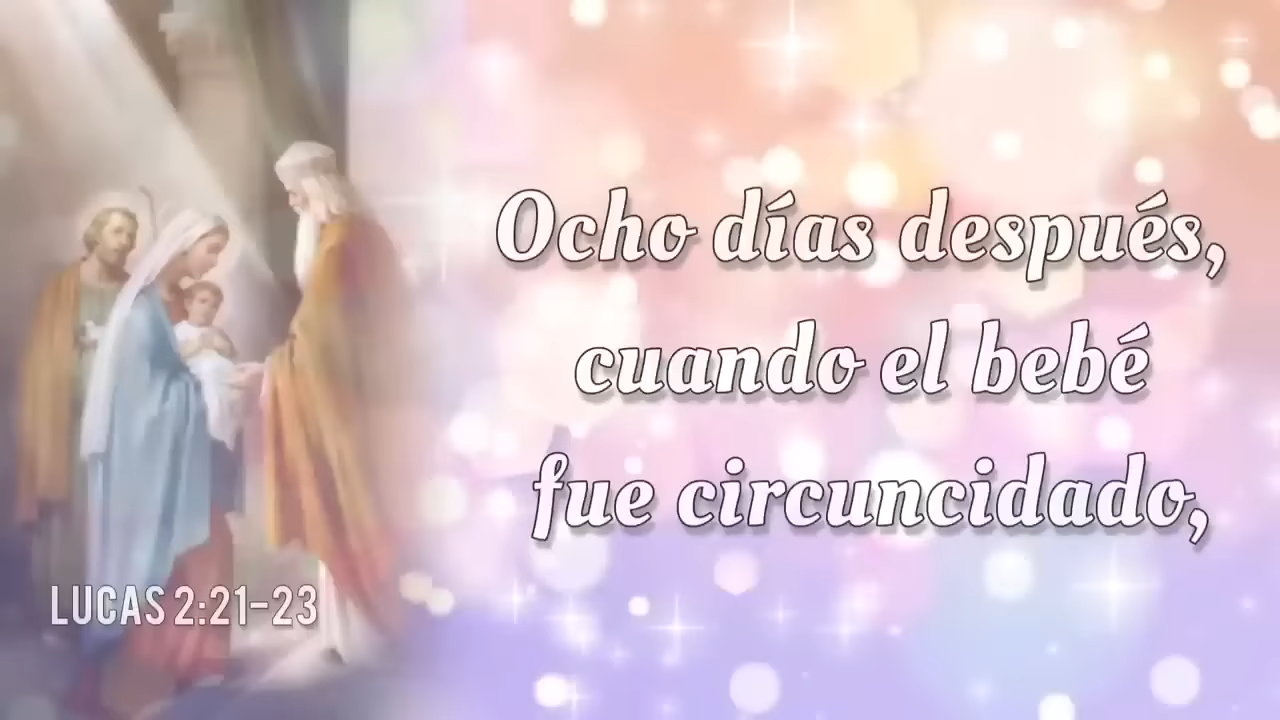 Ocho días después,
cuando el bebé
fue circuncidado,
LUCAS 2:21-23